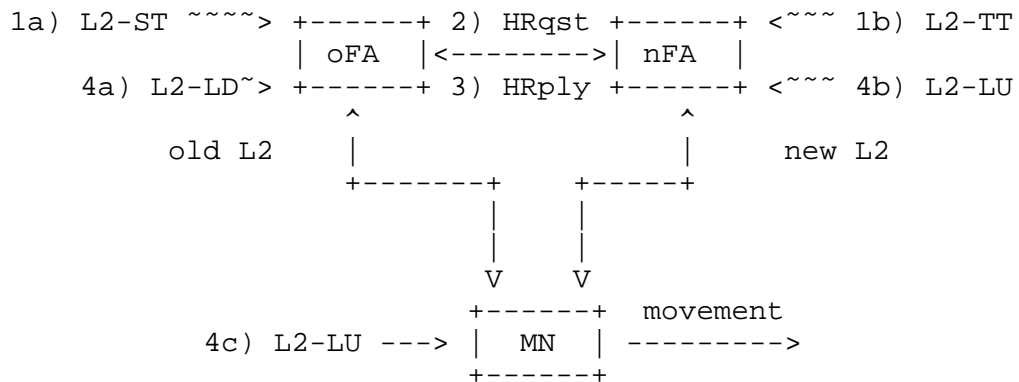 1a) L2-ST ~~~~> +------+ 2) HRqst +------+ <~~~ 1b) L2-TT
| oFA |<-------->| nFA |
4a) L2-LD~> +------+ 3) HRply +------+ <~~~ 4b) L2-LU
^ ^
old L2 | | new L2
+-------+ +-----+
| |
| |
V V
+------+ movement
4c) L2-LU ---> | MN | --------->
+------+